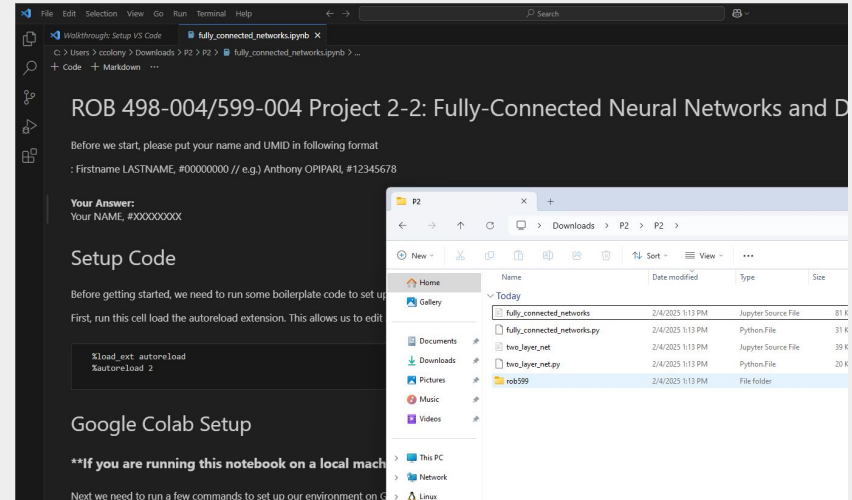 File Edit Selection View Go Run Terminal Help
Search
Walkthrough: Setup VS Code
fully_connected_networks.ipynb
C: > Users > ccolony > Downloads > P2 > P2 > fully_connected_networks.ipynb > ...
+ Code + Markdown ...
ROB 498-004/599-004 Project 2-2: Fully-Connected Neural Networks and D
Before we start, please put your name and UMID in following format
: Firstname LASTNAME, #00000000 // e.g.) Anthony OPIPARI, #12345678
Your Answer:
Your NAME, #XXXXXXXX
Setup Code
Before getting started, we need to run some boilerplate code to set up
First, run this cell load the autoreload extension. This allows us to edit
%load_ext autoreload
%autoreload 2
Google Colab Setup
**If you are running this notebook on a local mach
Next we need to run a few commands to set up our environment on G
P2
Downloads > P2 > P2 >
New
Sort
View
...
Home
Gallery
Documents
Downloads
Pictures
Music
Videos
This PC
Network
Linux
Name Date modified Type Size
Today
fully_connected_networks 2/4/2025 1:13 PM Jupyter Source File 81 K
fully_connected_networks.py 2/4/2025 1:13 PM Python.File 31 K
two_layer_net 2/4/2025 1:13 PM Jupyter Source File 39 K
two_layer_net.py 2/4/2025 1:13 PM Python.File 20 K
rob599 2/4/2025 1:13 PM File folder